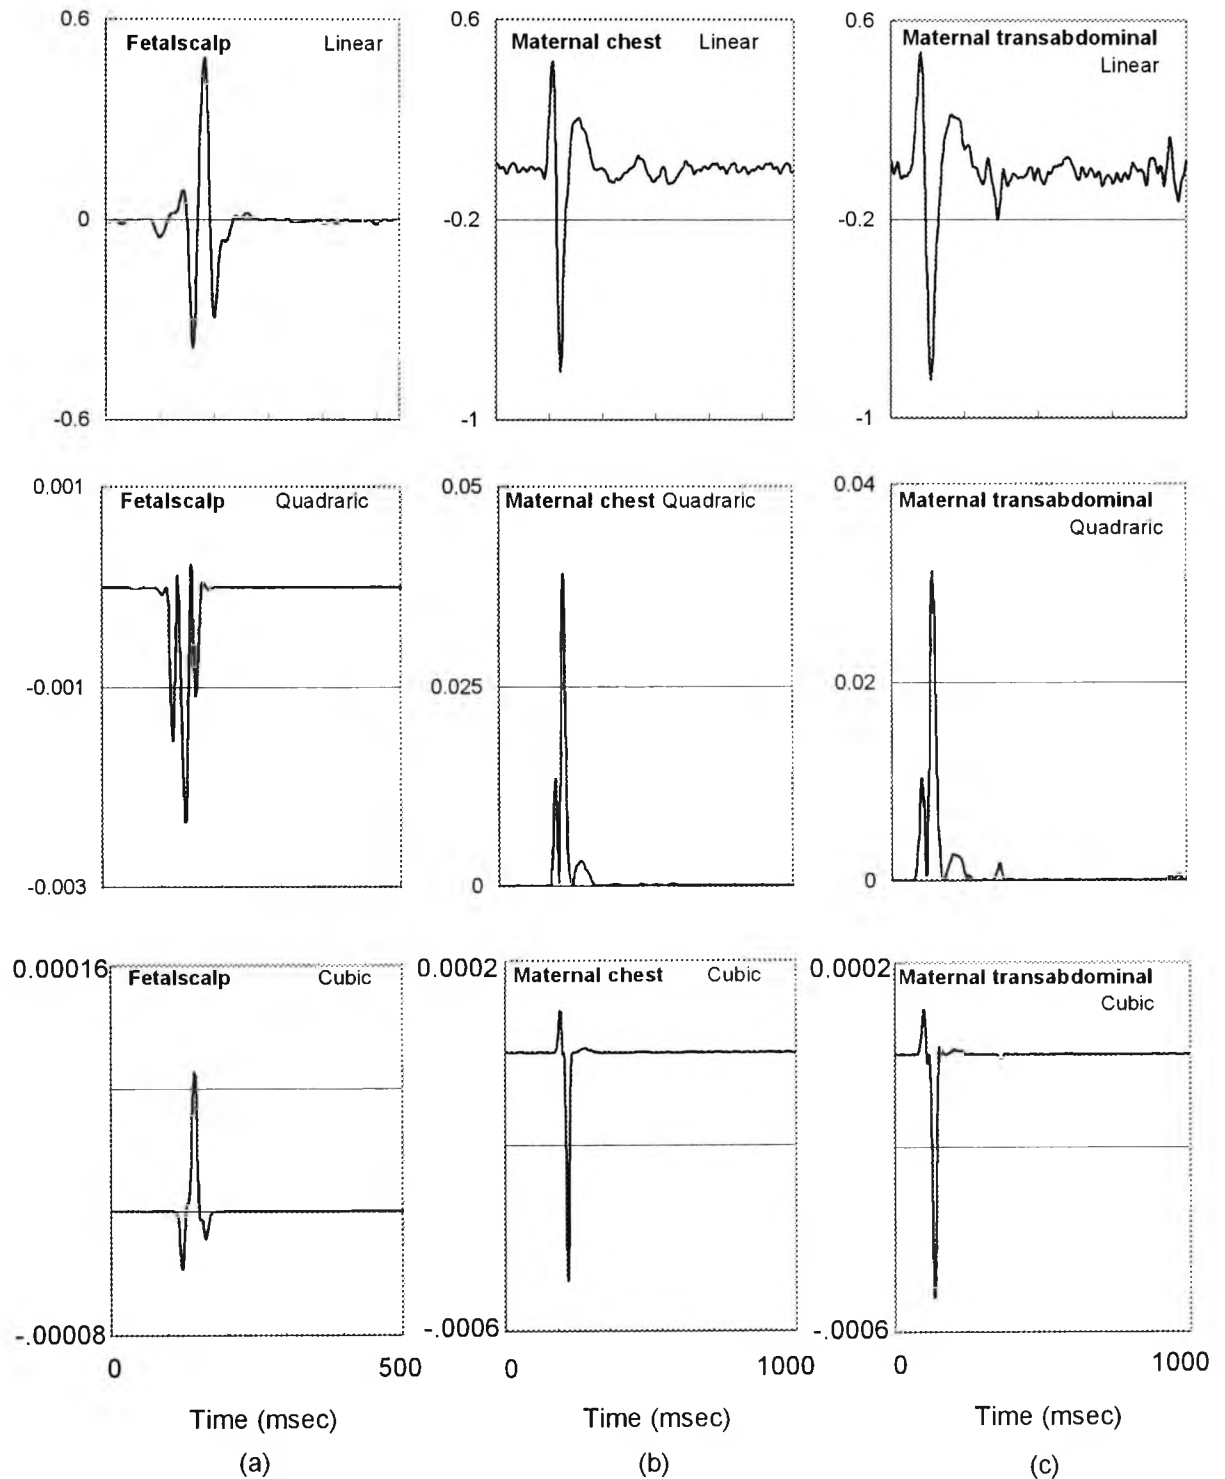 0.6
Fetalscalp Linear
0
-0.6
0.6
Maternal chest Linear
-0.2
-1
0.6
Maternal transabdominal
Linear
-0.2
-1
0.001
Fetalscalp Quadraric
-0.001
-0.003
0.05
Maternal chest Quadraric
0.025
0
0.04
Maternal transabdominal
Quadraric
0.02
0
0.00016
Fetalscalp Cubic
-.00008
0 500
Time (msec)
(a)
0.0002
Maternal chest Cubic
-.0006
0 1000
Time (msec)
(b)
0.0002
Maternal transabdominal
Cubic
-.0006
0 1000
Time (msec)
(c)